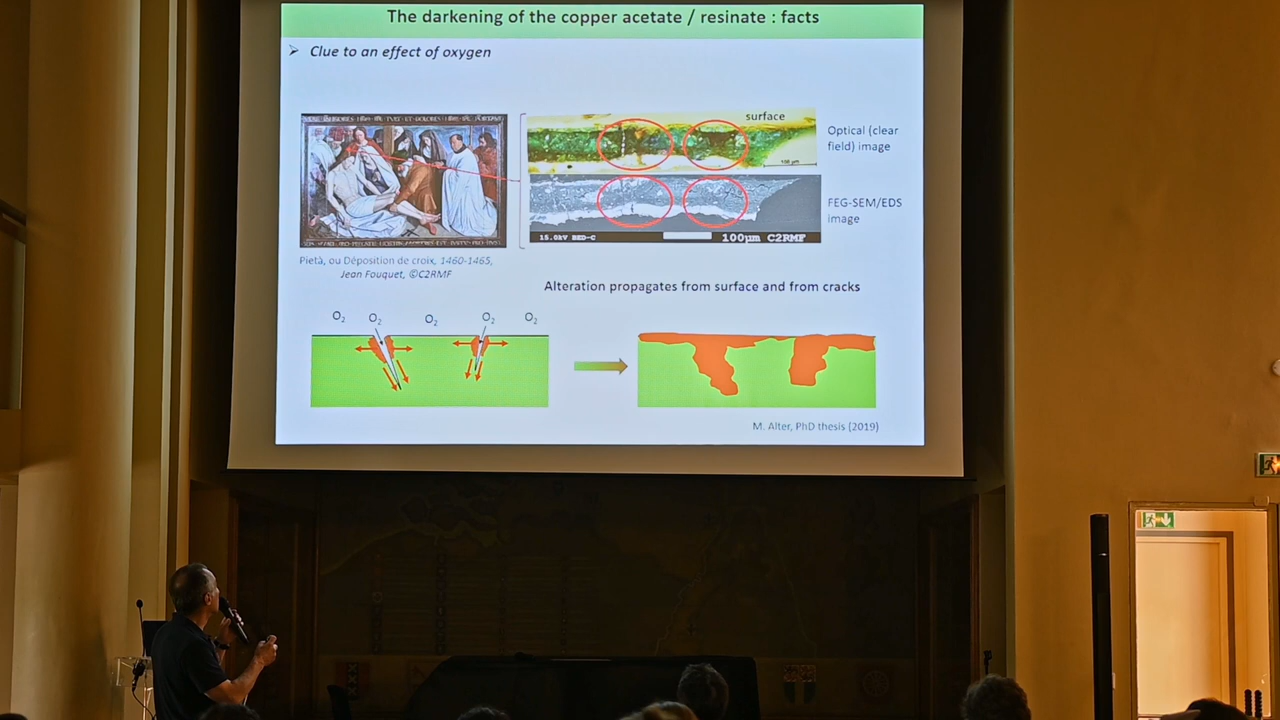 The darkening of the copper acetate / resinate : facts
➢ Clue to an effect of oxygen
surface
Optical (clear
field) image
100 µm
FEG-SEM/EDS
image
15.0kV BED-C 100µm C2RMF
Pietà, ou Déposition de croix, 1460-1465,
Jean Fouquet, ©C2RMF
Alteration propagates from surface and from cracks
O₂ O₂ O₂ O₂ O₂
M. Alter, PhD thesis (2019)